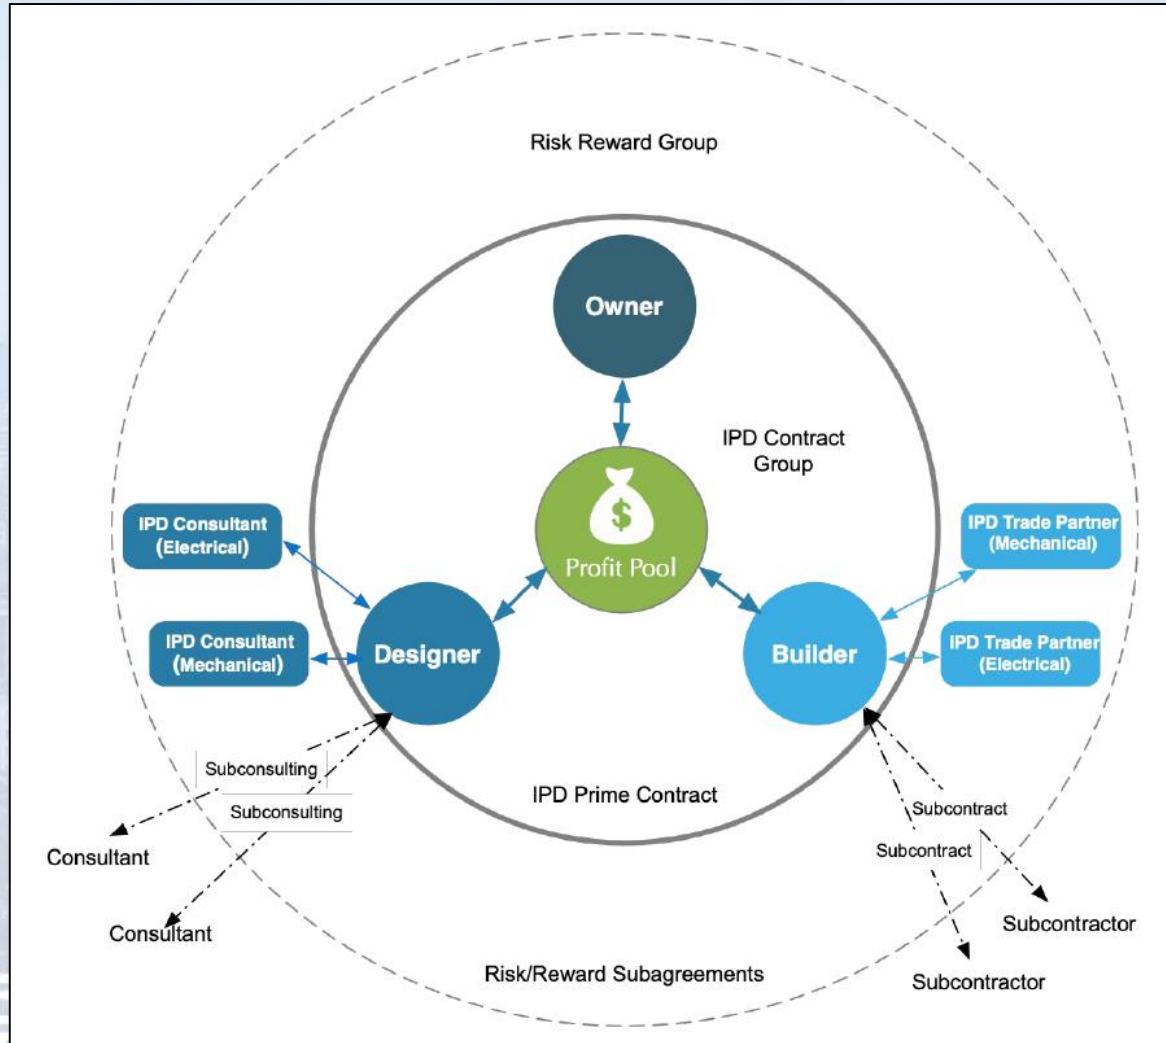 Risk Reward Group
Owner
IPD Contract
Group
$
Profit Pool
IPD Consultant
(Electrical)
IPD Trade Partner
(Mechanical)
IPD Consultant
(Mechanical)
Designer
Builder
IPD Trade Partner
(Electrical)
Subconsulting
Subconsulting
IPD Prime Contract
Subcontract
Subcontract
Consultant
Consultant
Subcontractor
Subcontractor
Risk/Reward Subagreements